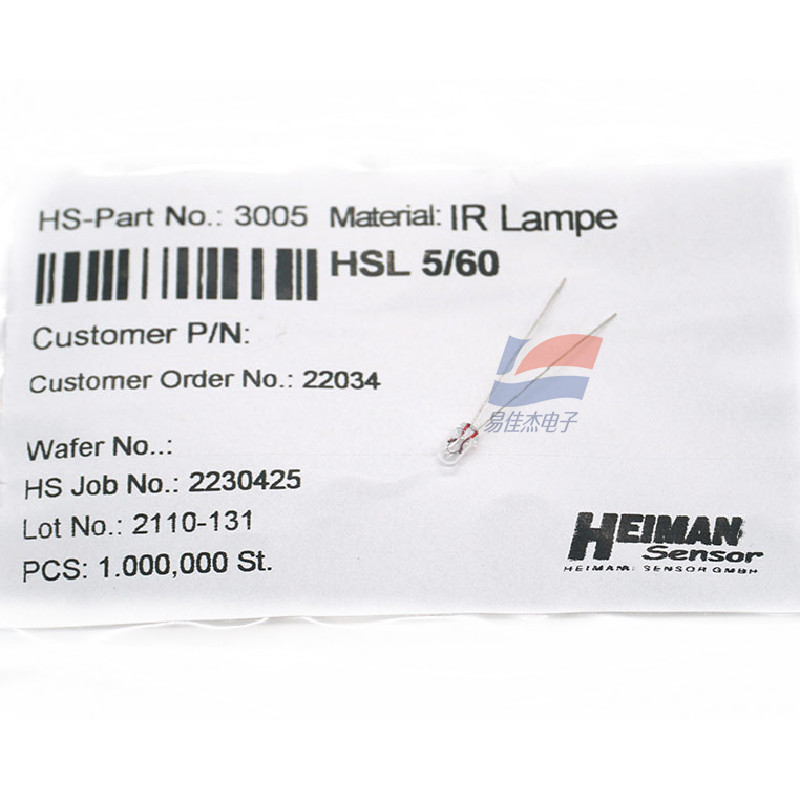 HS-Part No.: 3005 Material: IR Lampe
HSL 5/60
Customer P/N:
Customer Order No.: 22034
易佳杰电子
Wafer No..:
HS Job No.: 2230425
Lot No.: 2110-131
PCS: 1.000,000 St.
HEIMAN
Sensor
HEIMANN SENSOR GMBH